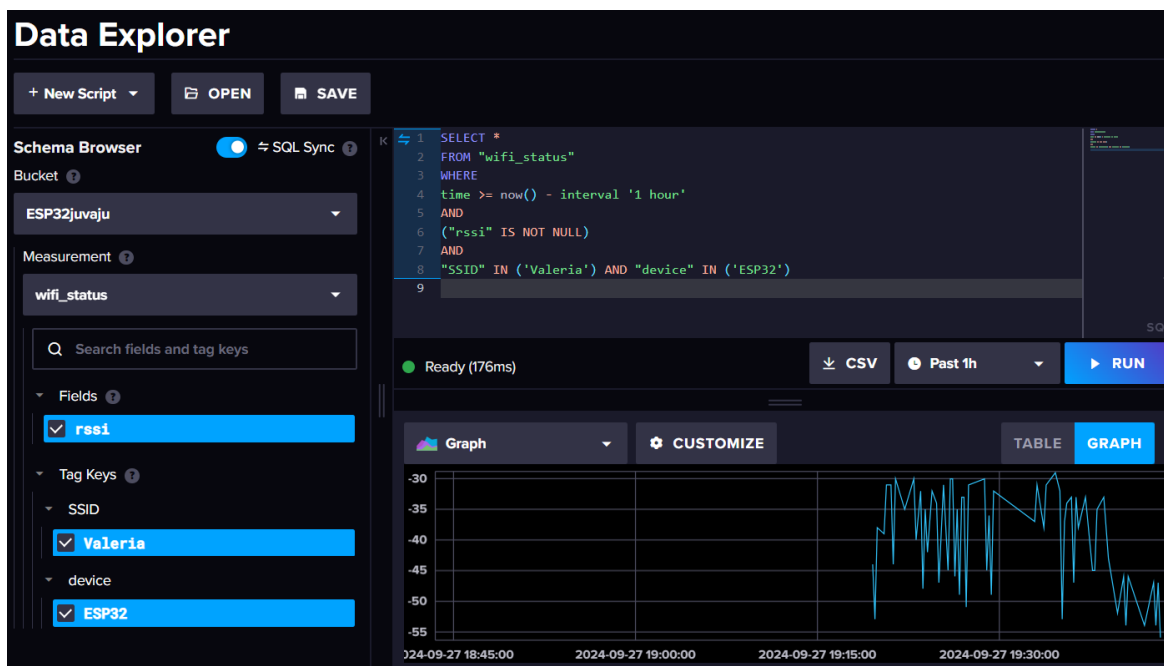 Data Explorer
+ New Script
OPEN
SAVE
Schema Browser
SQL Sync ?
Bucket ?
ESP32juvaju
Measurement ?
wifi_status
Search fields and tag keys
Fields ?
rssi
Tag Keys ?
SSID
Valeria
device
ESP32
1 SELECT *
2 FROM "wifi_status"
3 WHERE
4 time >= now() - interval '1 hour'
5 AND
6 ("rssi" IS NOT NULL)
7 AND
8 "SSID" IN ('Valeria') AND "device" IN ('ESP32')
9
SQ
Ready (176ms)
CSV
Past 1h
RUN
Graph
CUSTOMIZE
TABLE
GRAPH
-30
-35
-40
-45
-50
-55
2024-09-27 18:45:00
2024-09-27 19:00:00
2024-09-27 19:15:00
2024-09-27 19:30:00